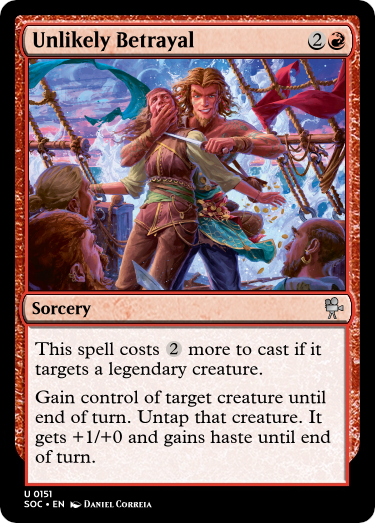 Unlikely Betrayal 2
Sorcery
This spell costs 2 more to cast if it
targets a legendary creature.
Gain control of target creature until
end of turn. Untap that creature. It
gets +1/+0 and gains haste until end
of turn.
U 0151
SOC • EN Daniel Correia